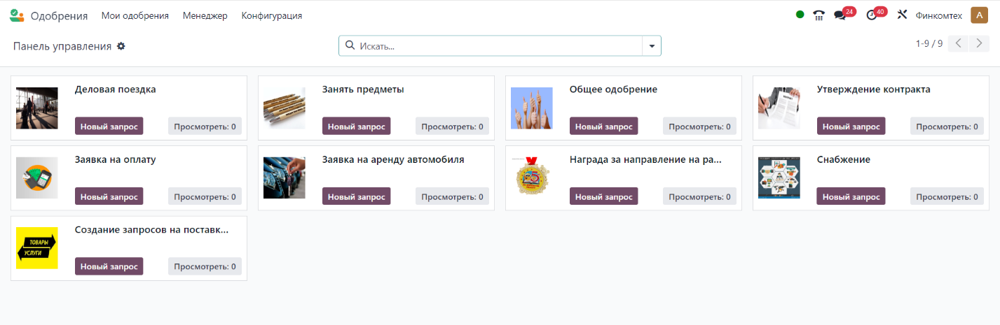 Одобрения Мои одобрения Менеджер Конфигурация 24 40 Финкомтех A
Панель управления Искать... 1-9 / 9
Деловая поездка
Новый запрос Просмотреть: 0
Занять предметы
Новый запрос Просмотреть: 0
Общее одобрение
Новый запрос Просмотреть: 0
Утверждение контракта
Новый запрос Просмотреть: 0
Заявка на оплату
Новый запрос Просмотреть: 0
Заявка на аренду автомобиля
Новый запрос Просмотреть: 0
Награда за направление на ра...
25
Новый запрос Просмотреть: 0
Снабжение
Новый запрос Просмотреть: 0
Создание запросов на поставк...
ТОВАРЫ
УСЛУГИ
Новый запрос Просмотреть: 0